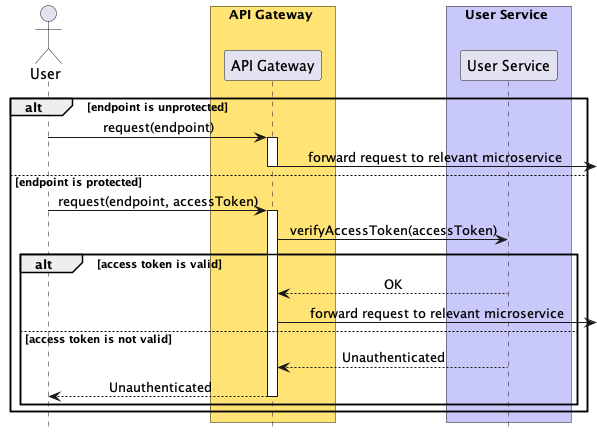 API Gateway
User Service
User
API Gateway
User Service
alt
[endpoint is unprotected]
request(endpoint)
forward request to relevant microservice
[endpoint is protected]
request(endpoint, accessToken)
verifyAccessToken(accessToken)
alt
[access token is valid]
OK
forward request to relevant microservice
[access token is not valid]
Unauthenticated
Unauthenticated